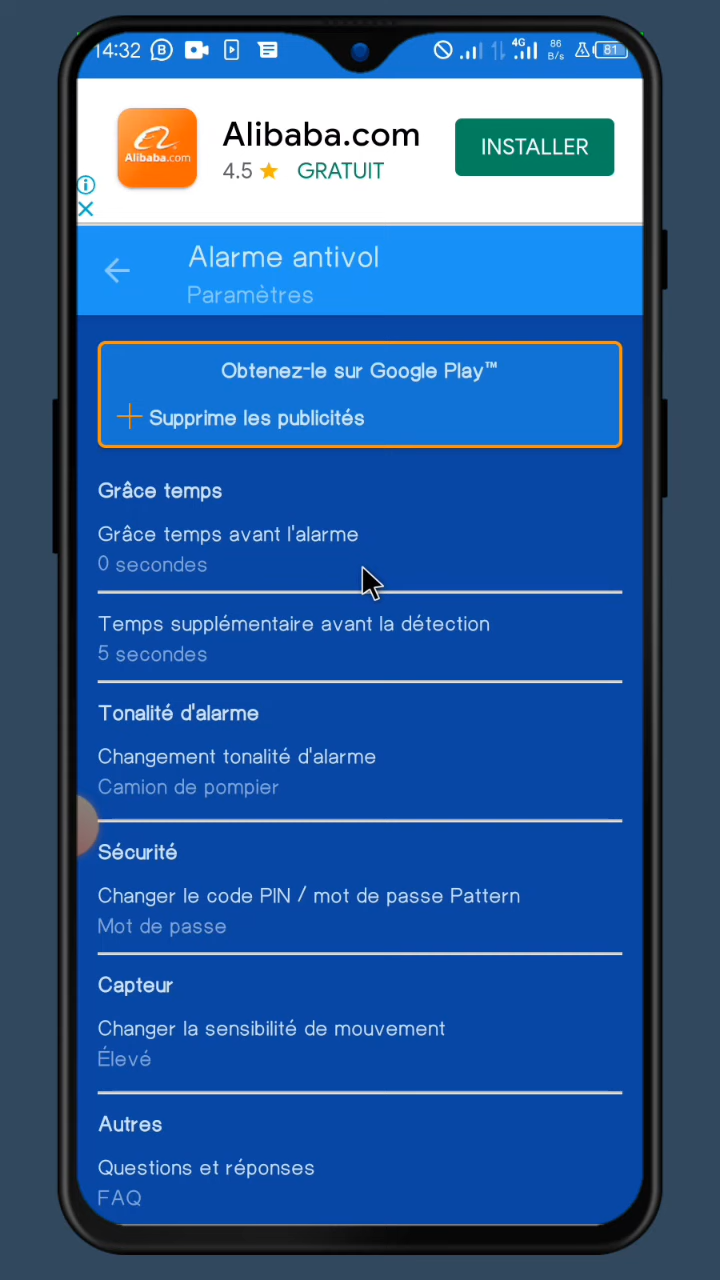 14:32 B 4G 86 B/s 81
Alibaba.com
Alibaba.com
INSTALLER
4.5 ★ GRATUIT
Alarme antivol
Paramètres
Obtenez-le sur Google Play™
Supprime les publicités
Grâce temps
Grâce temps avant l'alarme
0 secondes
Temps supplémentaire avant la détection
5 secondes
Tonalité d'alarme
Changement tonalité d'alarme
Camion de pompier
Sécurité
Changer le code PIN / mot de passe Pattern
Mot de passe
Capteur
Changer la sensibilité de mouvement
Élevé
Autres
Questions et réponses
FAQ